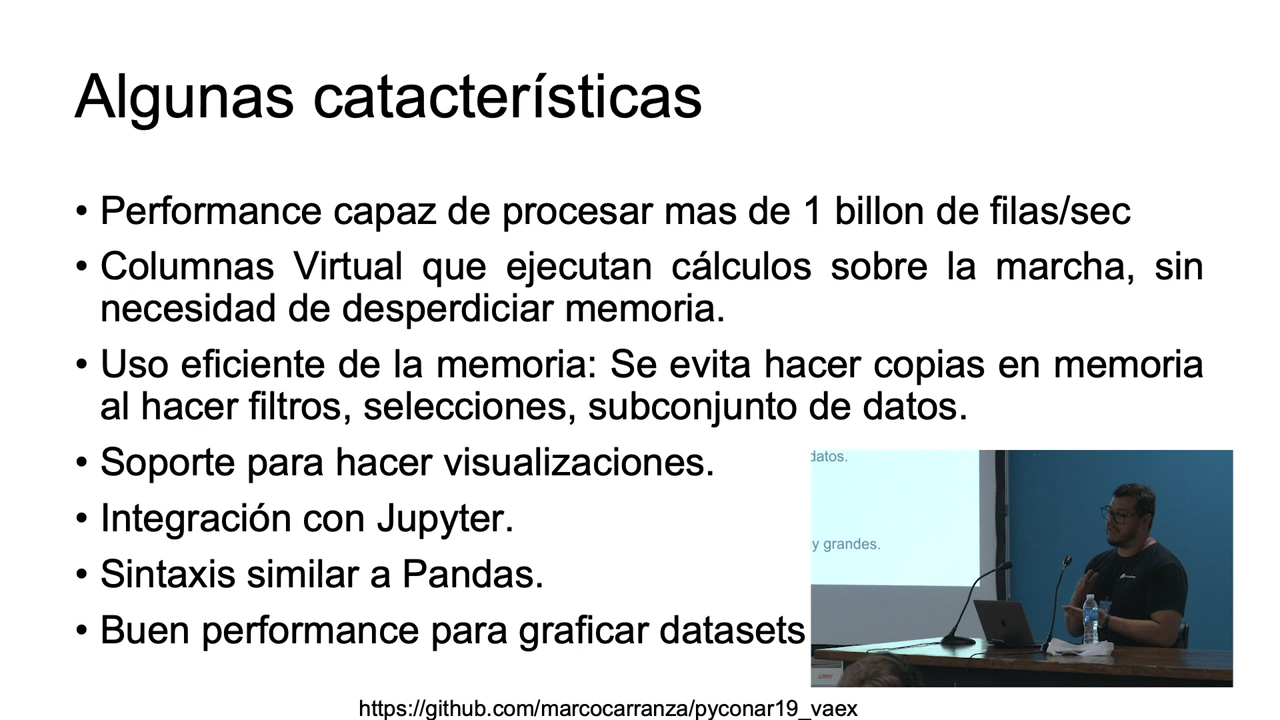 Algunas catacterísticas
• Performance capaz de procesar mas de 1 billon de filas/sec
• Columnas Virtual que ejecutan cálculos sobre la marcha, sin
necesidad de desperdiciar memoria.
• Uso eficiente de la memoria: Se evita hacer copias en memoria
al hacer filtros, selecciones, subconjunto de datos.
• Soporte para hacer visualizaciones.
• Integración con Jupyter.
• Sintaxis similar a Pandas.
• Buen performance para graficar datasets
datos.
y grandes.
https://github.com/marcocarranza/pyconar19_vaex